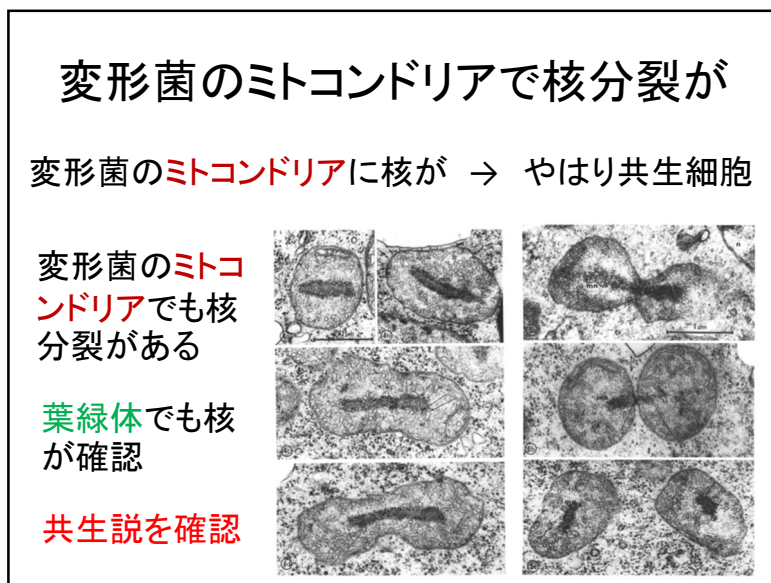 変形菌のミトコンドリアで核分裂が
変形菌のミトコンドリアに核が → やはり共生細胞
変形菌のミトコ
ンドリアでも核
分裂がある
葉緑体でも核
が確認
共生説を確認
mn
n
1 μm